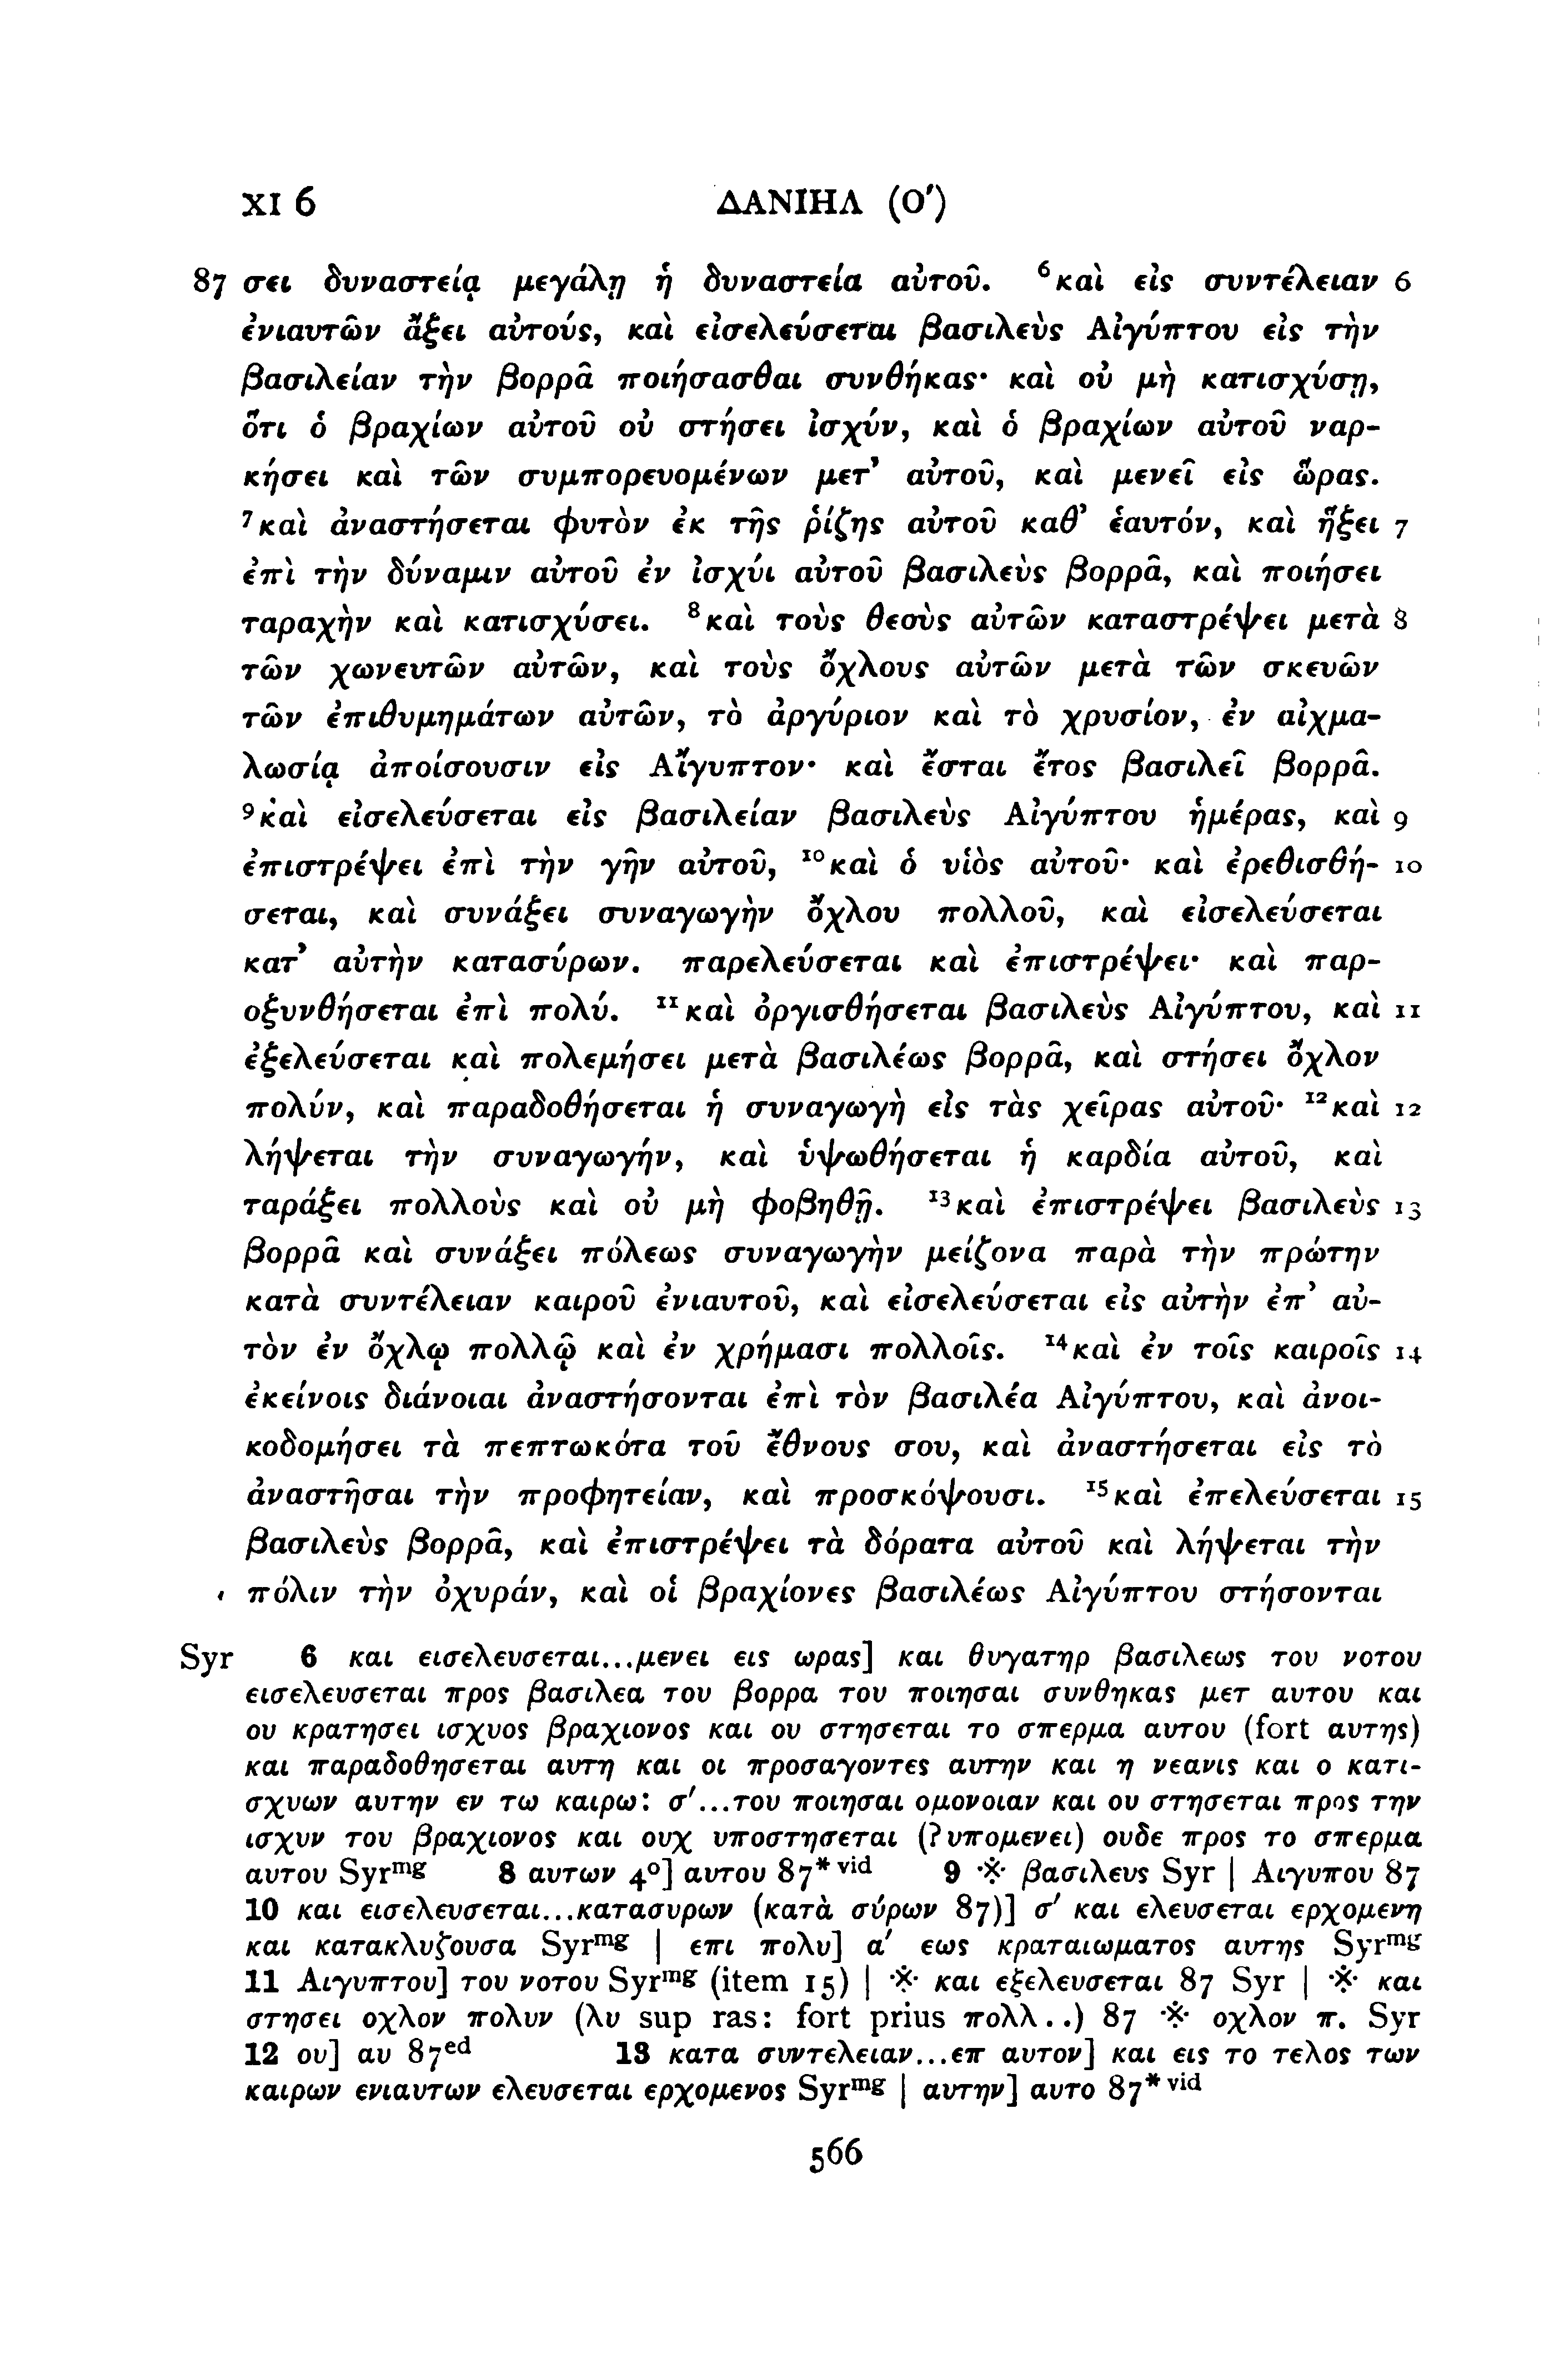 XI 6 ΔΑΝΙΗΛ (Ο´)
87 σει δυναστείᾳ μεγάλῃ ἡ δυναστεία αὐτοῦ. ⁶καὶ εἰς συντέλειαν 6
ἐνιαυτῶν ἄξει αὐτούς, καὶ εἰσελεύσεται βασιλεὺς Αἰγύπτου εἰς τὴν
βασιλείαν τὴν βορρᾶ ποιήσασθαι συνθήκας· καὶ οὐ μὴ κατισχύσῃ,
ὅτι ὁ βραχίων αὐτοῦ οὐ στήσει ἰσχύν, καὶ ὁ βραχίων αὐτοῦ ναρ-
κήσει καὶ τῶν συμπορευομένων μετ᾽ αὐτοῦ, καὶ μενεῖ εἰς ὥρας.
⁷καὶ ἀναστήσεται φυτὸν ἐκ τῆς ῥίζης αὐτοῦ καθ᾽ ἑαυτόν, καὶ ἥξει 7
ἐπὶ τὴν δύναμιν αὐτοῦ ἐν ἰσχύι αὐτοῦ βασιλεὺς βορρᾶ, καὶ ποιήσει
ταραχὴν καὶ κατισχύσει. ⁸καὶ τοὺς θεοὺς αὐτῶν καταστρέψει μετὰ 8
τῶν χωνευτῶν αὐτῶν, καὶ τοὺς ὄχλους αὐτῶν μετὰ τῶν σκευῶν
τῶν ἐπιθυμημάτων αὐτῶν, τὸ ἀργύριον καὶ τὸ χρυσίον, ἐν αἰχμα-
λωσίᾳ ἀποίσουσιν εἰς Αἴγυπτον· καὶ ἔσται ἔτος βασιλεῖ βορρᾶ.
⁹καὶ εἰσελεύσεται εἰς βασιλείαν βασιλεὺς Αἰγύπτου ἡμέρας, καὶ 9
ἐπιστρέψει ἐπὶ τὴν γῆν αὐτοῦ, ¹⁰καὶ ὁ υἱὸς αὐτοῦ· καὶ ἐρεθισθή- 10
σεται, καὶ συνάξει συναγωγὴν ὄχλου πολλοῦ, καὶ εἰσελεύσεται
κατ᾽ αὐτὴν κατασύρων. παρελεύσεται καὶ ἐπιστρέψει· καὶ παρ-
οξυνθήσεται ἐπὶ πολύ. ¹¹καὶ ὀργισθήσεται βασιλεὺς Αἰγύπτου, καὶ 11
ἐξελεύσεται καὶ πολεμήσει μετὰ βασιλέως βορρᾶ, καὶ στήσει ὄχλον
πολύν, καὶ παραδοθήσεται ἡ συναγωγὴ εἰς τὰς χεῖρας αὐτοῦ· ¹²καὶ 12
λήψεται τὴν συναγωγήν, καὶ ὑψωθήσεται ἡ καρδία αὐτοῦ, καὶ
ταράξει πολλοὺς καὶ οὐ μὴ φοβηθῇ. ¹³καὶ ἐπιστρέψει βασιλεὺς 13
βορρᾶ καὶ συνάξει πόλεως συναγωγὴν μείζονα παρὰ τὴν πρώτην
κατὰ συντέλειαν καιροῦ ἐνιαυτοῦ, καὶ εἰσελεύσεται εἰς αὐτὴν ἐπ᾽ αὐ-
τὸν ἐν ὄχλῳ πολλῷ καὶ ἐν χρήμασι πολλοῖς. ¹⁴καὶ ἐν τοῖς καιροῖς 14
ἐκείνοις διάνοιαι ἀναστήσονται ἐπὶ τὸν βασιλέα Αἰγύπτου, καὶ ἀνοι-
κοδομήσει τὰ πεπτωκότα τοῦ ἔθνους σου, καὶ ἀναστήσεται εἰς τὸ
ἀναστῆσαι τὴν προφητείαν, καὶ προσκόψουσι. ¹⁵καὶ ἐπελεύσεται 15
βασιλεὺς βορρᾶ, καὶ ἐπιστρέψει τὰ δόρατα αὐτοῦ καὶ λήψεται τὴν
πόλιν τὴν ὀχυράν, καὶ οἱ βραχίονες βασιλέως Αἰγύπτου στήσονται
Syr 6 και εισελευσεται...μενει εις ωρας] και θυγατηρ βασιλεως του νοτου
εισελευσεται προς βασιλεα του βορρα του ποιησαι συνθηκας μετ αυτου και
ου κρατησει ισχυος βραχιονος και ου στησεται το σπερμα αυτου (fort αυτης)
και παραδοθησεται αυτη και οι προσαγοντες αυτην και η νεανις και ο κατι-
σχυων αυτην εν τω καιρω: σ´...του ποιησαι ομονοιαν και ου στησεται προς την
ισχυν του βραχιονος και ουχ υποστησεται (?υπομενει) ουδε προς το σπερμα
αυτου Syrᵐᵍ 8 αυτων 4°] αυτου 87* ᵛⁱᵈ 9 ※ βασιλευς Syr | Αιγυπου 87
10 και εισελευσεται...κατασυρων (κατὰ σύρων 87)] σ´ και ελευσεται ερχομενη
και κατακλυζουσα Syrᵐᵍ | επι πολυ] α´ εως κραταιωματος αυτης Syrᵐᵍ
11 Αιγυπτου] του νοτου Syrᵐᵍ (item 15) | ※ και εξελευσεται 87 Syr | ※ και
στησει οχλον πολυν (λυ sup ras: fort prius πολλ..) 87 ※ οχλον π. Syr
12 ου] αυ 87ᵉᵈ 13 κατα συντελειαν...επ αυτον] και εις το τελος των
καιρων ενιαυτων ελευσεται ερχομενος Syrᵐᵍ | αυτην] αυτο 87* ᵛⁱᵈ
566